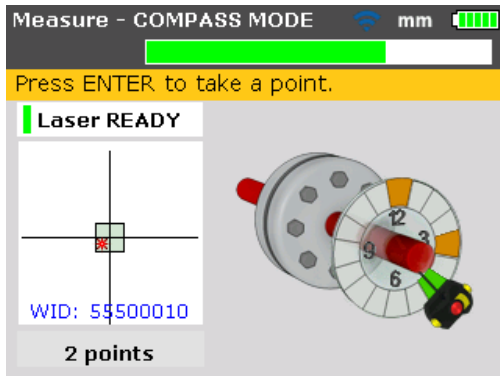 Measure - COMPASS MODE mm
Press ENTER to take a point.
Laser READY
12
9 3
6
WID: 55500010
2 points